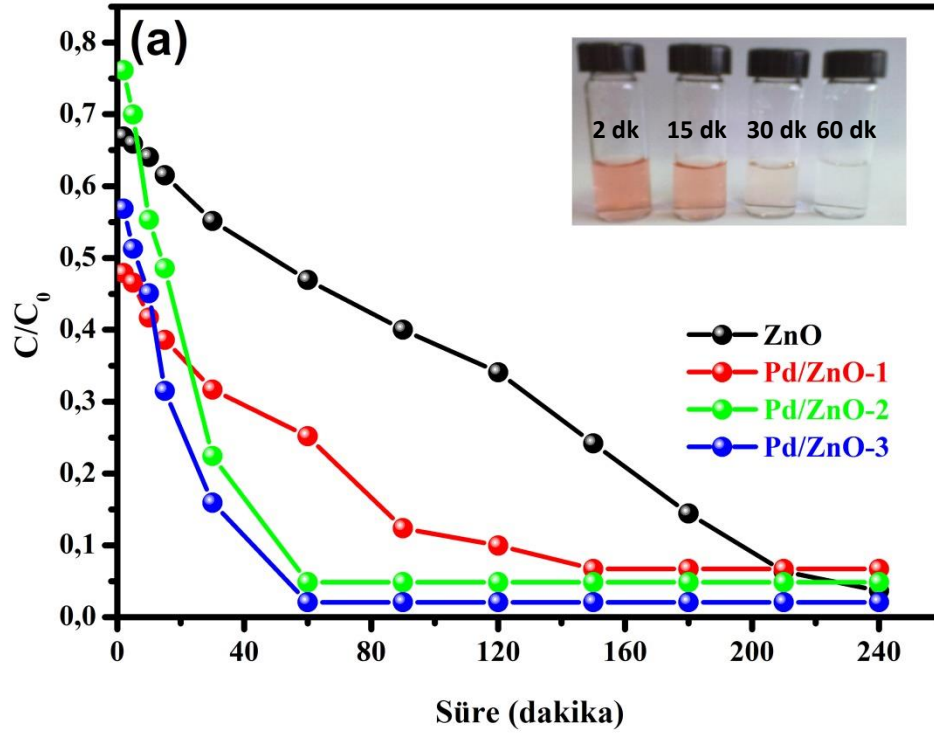 (a)
0,8
0,7
0,6
0,5
0,4
0,3
0,2
0,1
0,0
C/C₀
2 dk 15 dk 30 dk 60 dk
ZnO
Pd/ZnO-1
Pd/ZnO-2
Pd/ZnO-3
0 40 80 120 160 200 240
Süre (dakika)